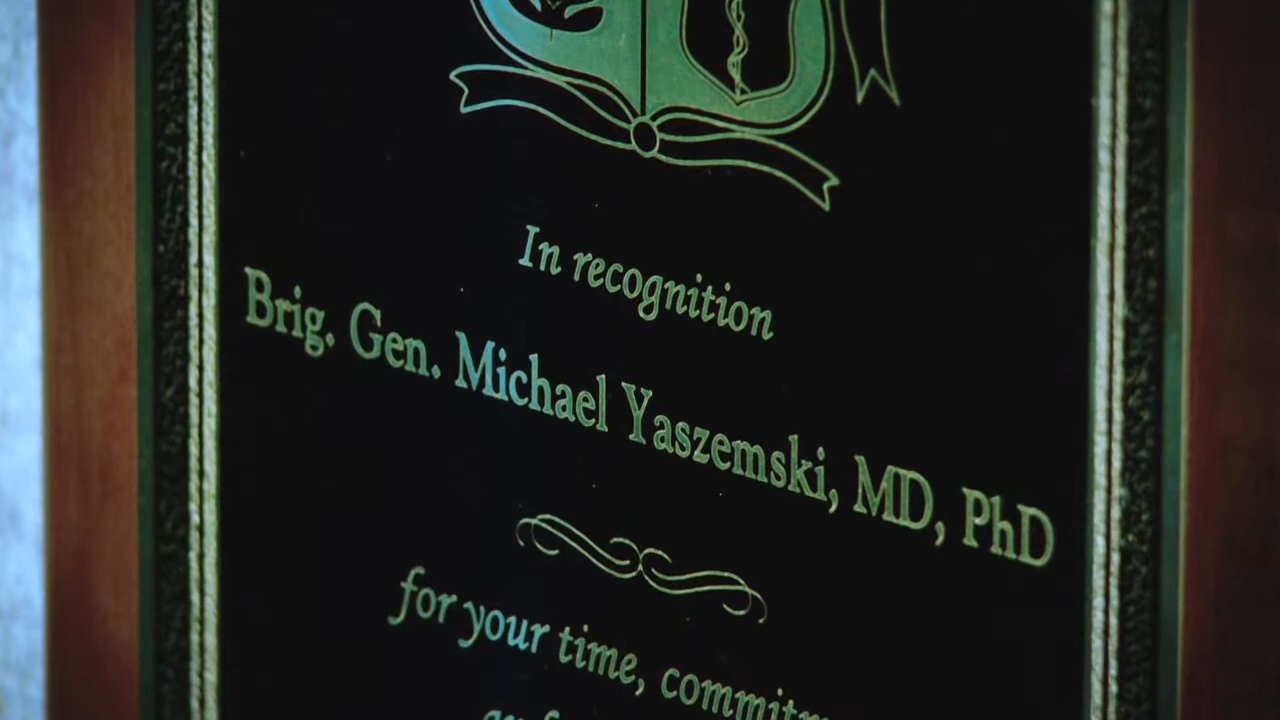 In recognition
Brig. Gen. Michael Yaszemski, MD, PhD
for your time,